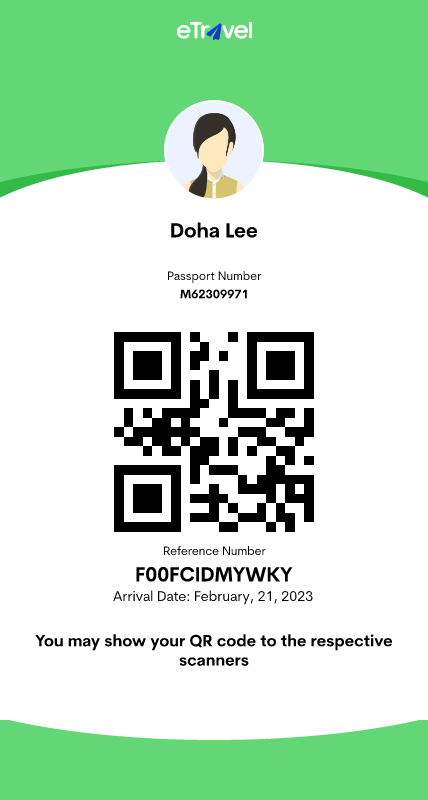 eTravel
Doha Lee
Passport Number
M62309971
Reference Number
F00FCIDMYWKY
Arrival Date: February, 21, 2023
You may show your QR code to the respective
scanners